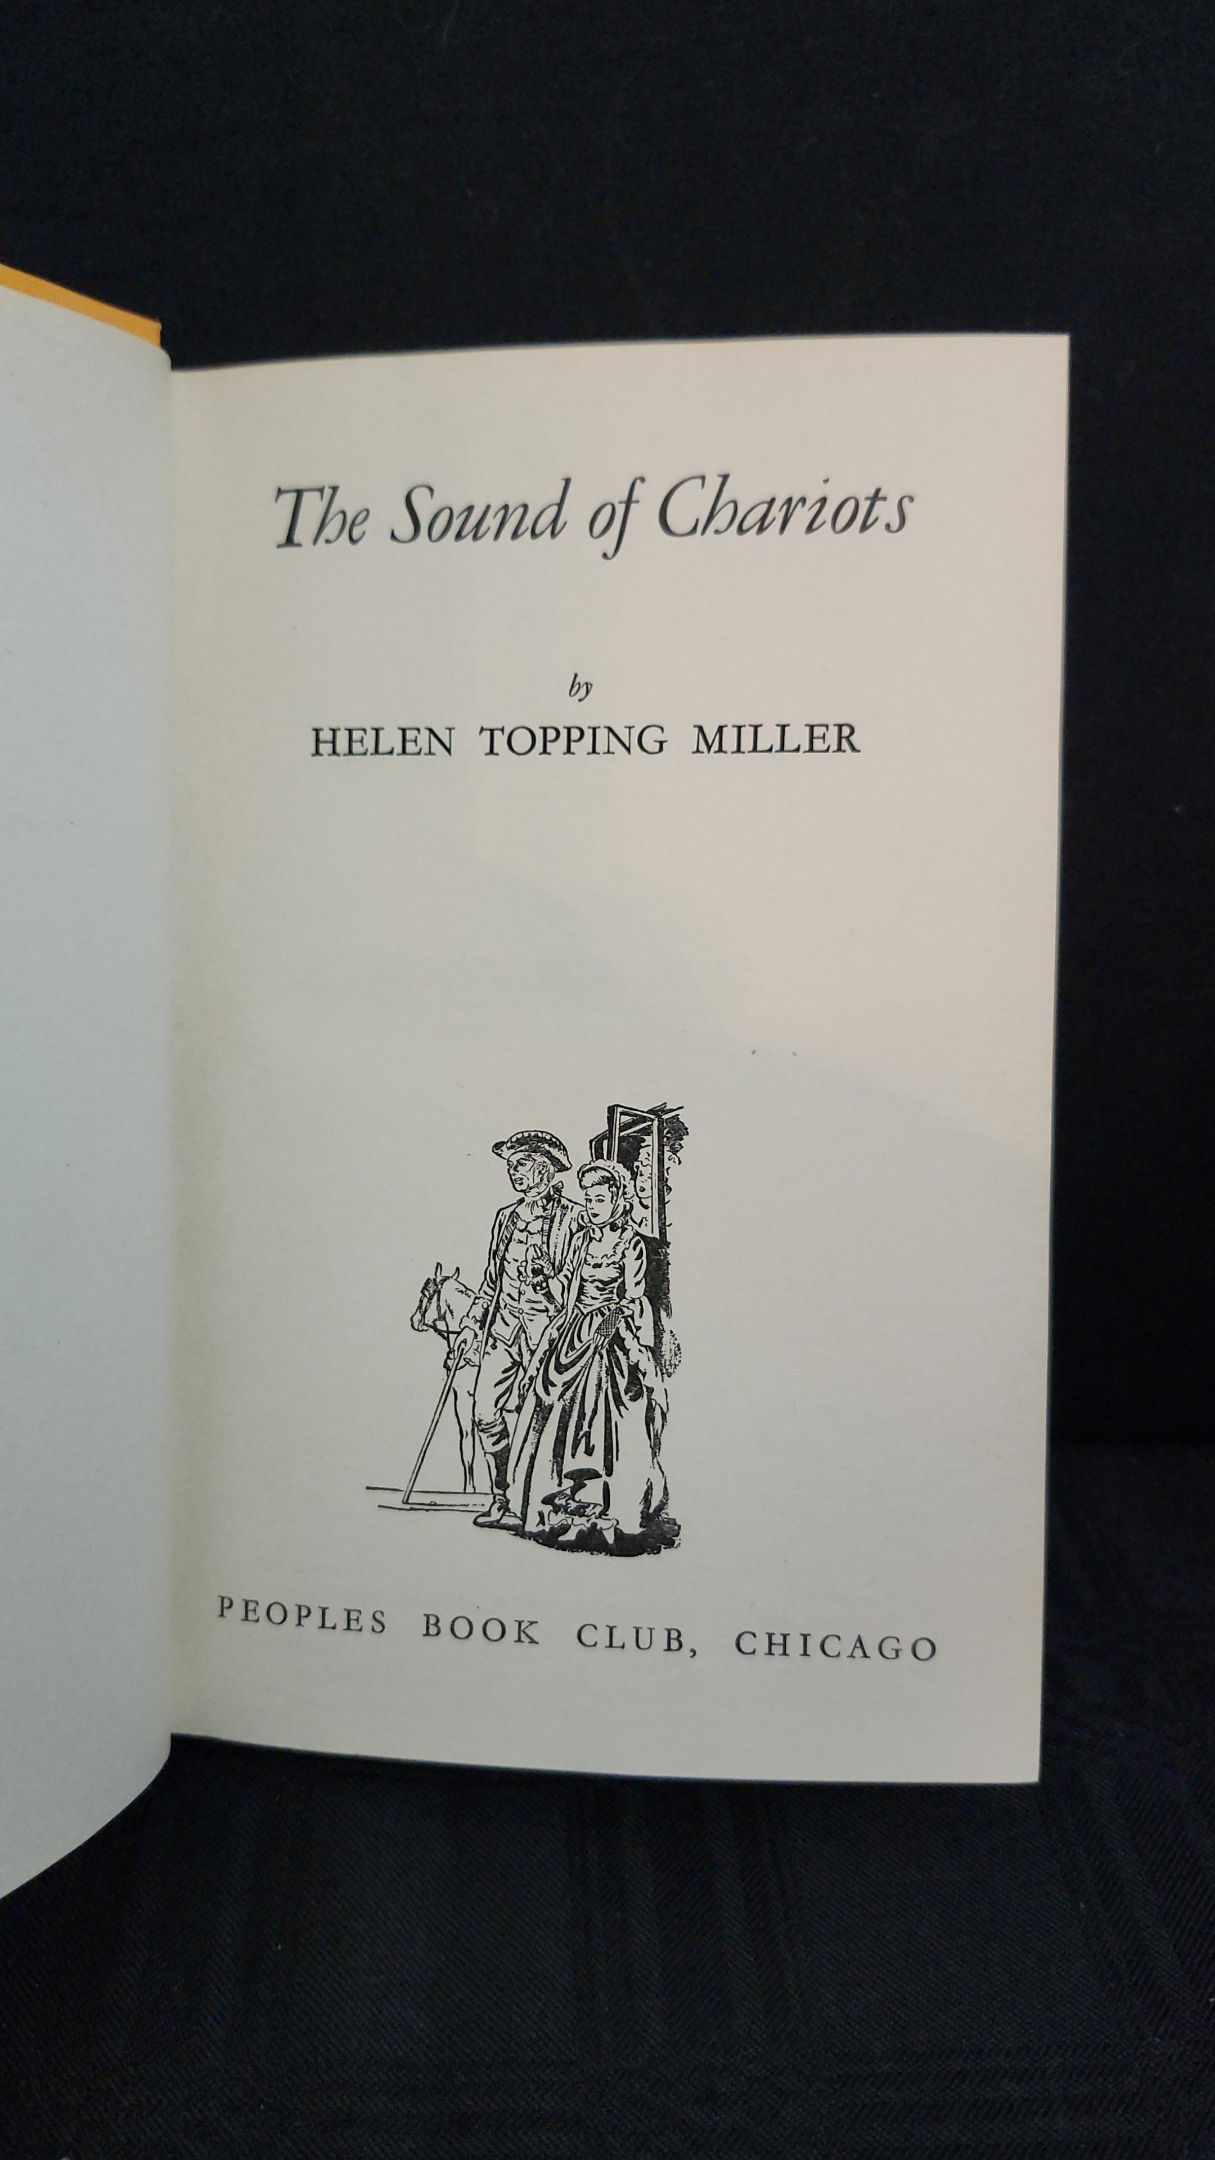 The Sound of Chariots
by
HELEN TOPPING MILLER
PEOPLES BOOK CLUB, CHICAGO